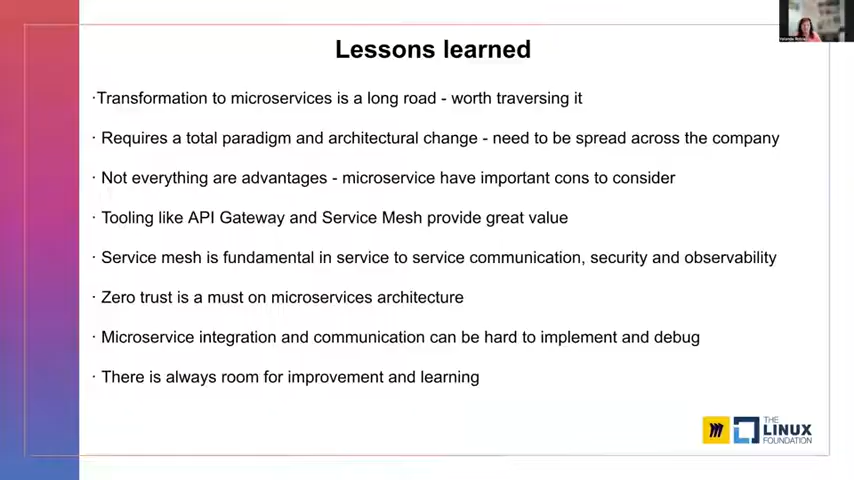 Lessons learned
·Transformation to microservices is a long road - worth traversing it
· Requires a total paradigm and architectural change - need to be spread across the company
· Not everything are advantages - microservice have important cons to consider
· Tooling like API Gateway and Service Mesh provide great value
· Service mesh is fundamental in service to service communication, security and observability
· Zero trust is a must on microservices architecture
· Microservice integration and communication can be hard to implement and debug
· There is always room for improvement and learning
THE
LINUX
FOUNDATION